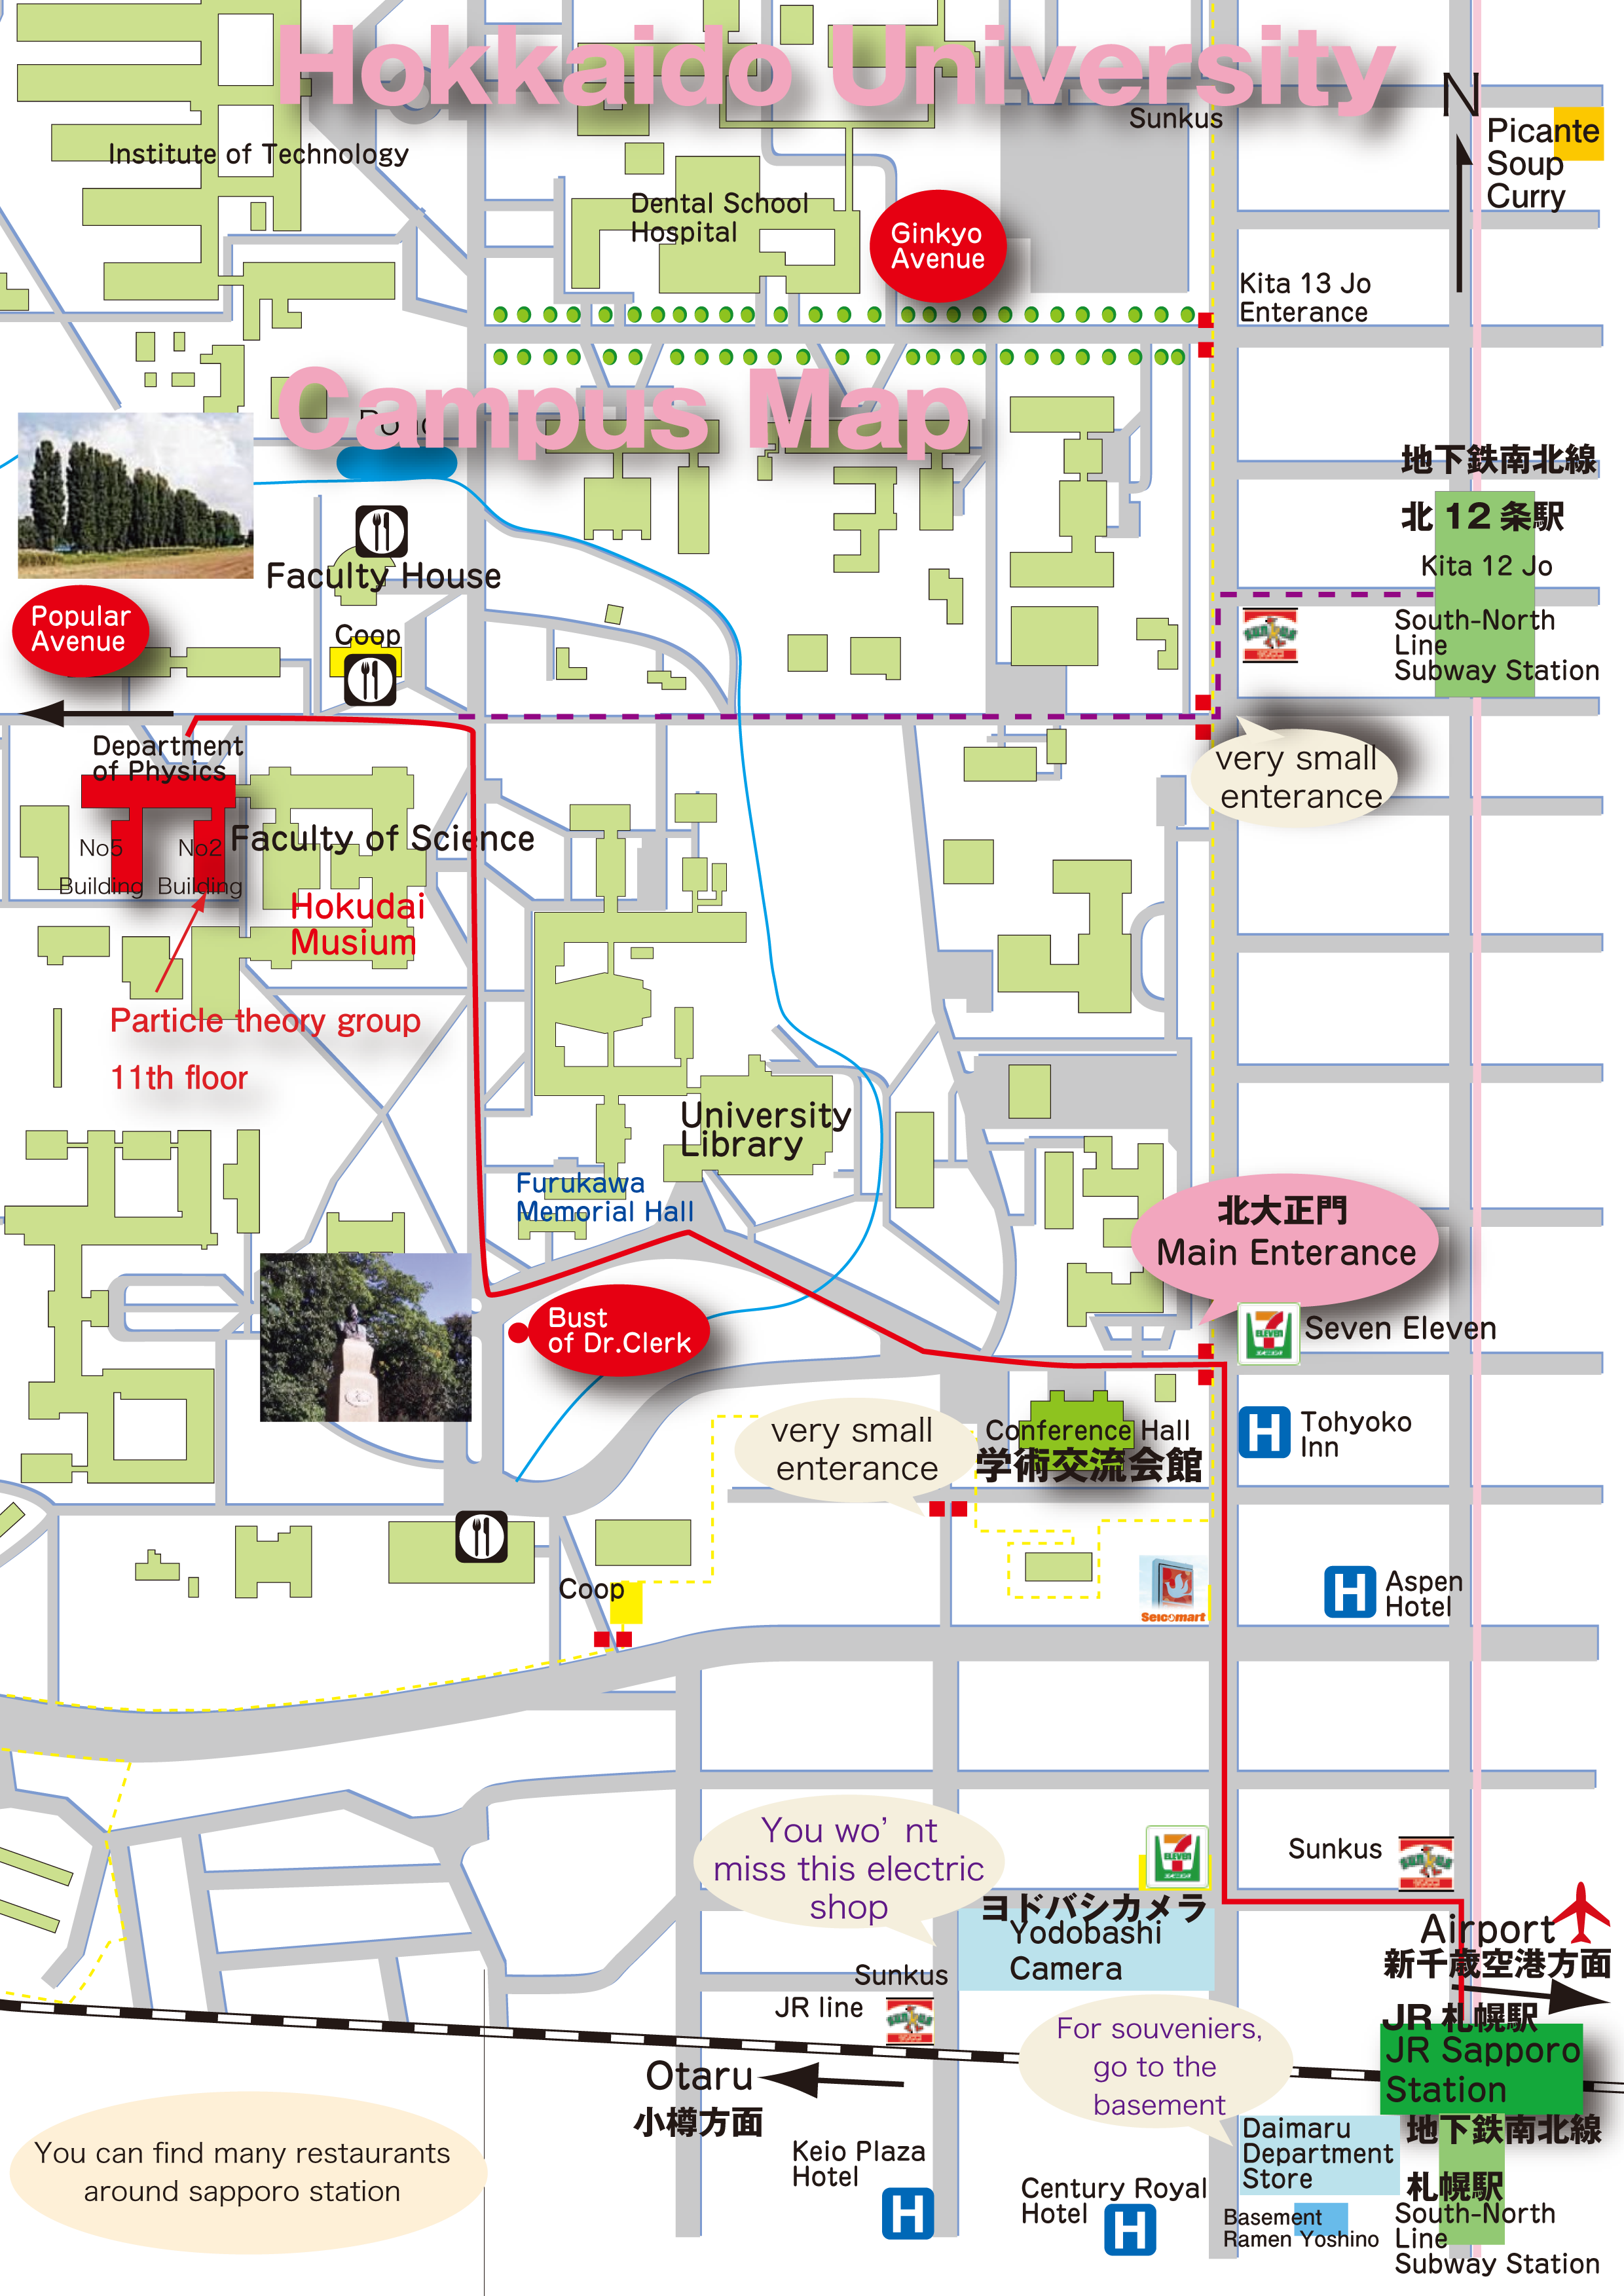 Hokkaido University
Sunkus
N
Picante
Soup
Curry
Institute of Technology
Dental School
Hospital
Ginkyo
Avenue
Kita 13 Jo
Enterance
Campus Map
Pond
地下鉄南北線
北 12 条駅
Kita 12 Jo
South-North
Line
Subway Station
Faculty House
Popular
Avenue
Coop
Department
of Physics
very small
enterance
No5
Building
No2
Building
Faculty of Science
Hokudai
Musium
Particle theory group
11th floor
University
Library
Furukawa
Memorial Hall
北大正門
Main Enterance
Bust
of Dr.Clerk
7
ELEVEN
Seven Eleven
very small
enterance
Conference Hall
学術交流会館
H
Tohyoko
Inn
Coop
Seicomart
H
Aspen
Hotel
You wo’ nt
miss this electric
shop
7
ELEVEN
Sunkus
ヨドバシカメラ
Yodobashi
Camera
Airport
新千歳空港方面
Sunkus
JR line
JR 札幌駅
JR Sapporo
Station
For souveniers,
go to the
basement
Otaru
小樽方面
地下鉄南北線
札幌駅
South-North
Line
Subway Station
Daimaru
Department
Store
Keio Plaza
Hotel
H
Century Royal
Hotel
H
Basement
Ramen Yoshino
You can find many restaurants
around sapporo station